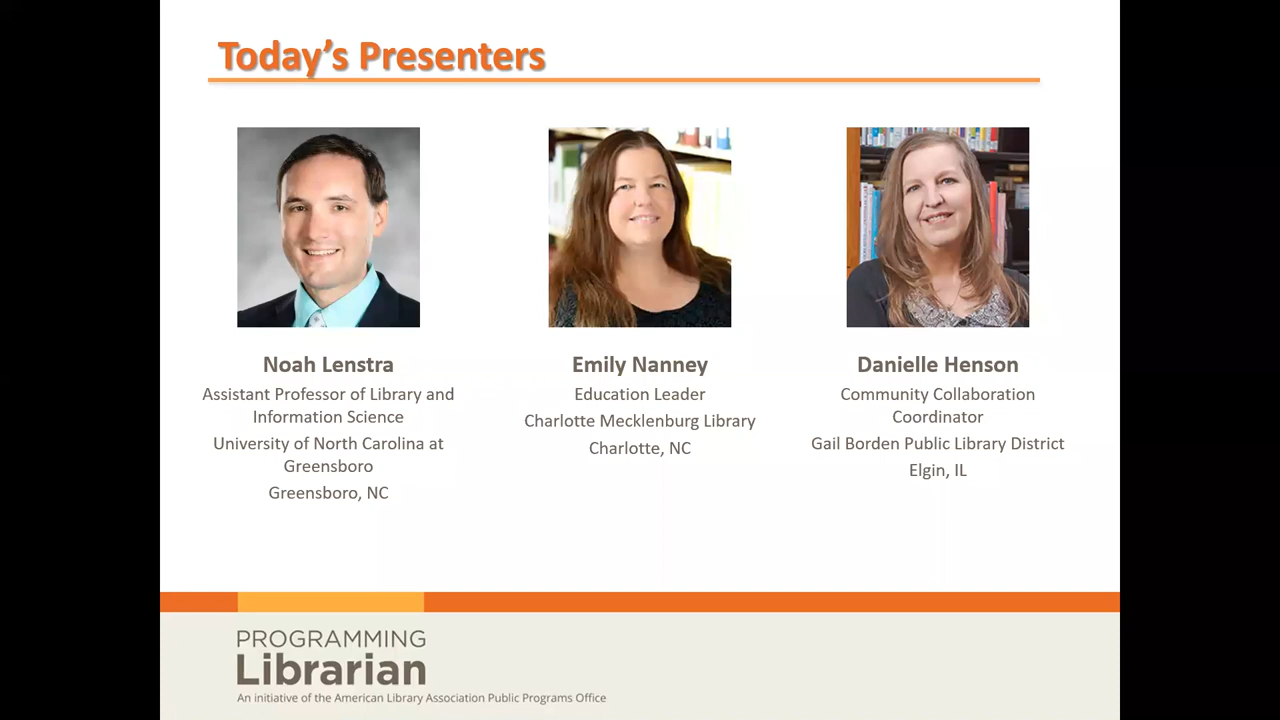 Today's Presenters
Noah Lenstra
Assistant Professor of Library and
Information Science
University of North Carolina at
Greensboro
Greensboro, NC
Emily Nanney
Education Leader
Charlotte Mecklenburg Library
Charlotte, NC
Danielle Henson
Community Collaboration
Coordinator
Gail Borden Public Library District
Elgin, IL
PROGRAMMING
Librarian
An initiative of the American Library Association Public Programs Office